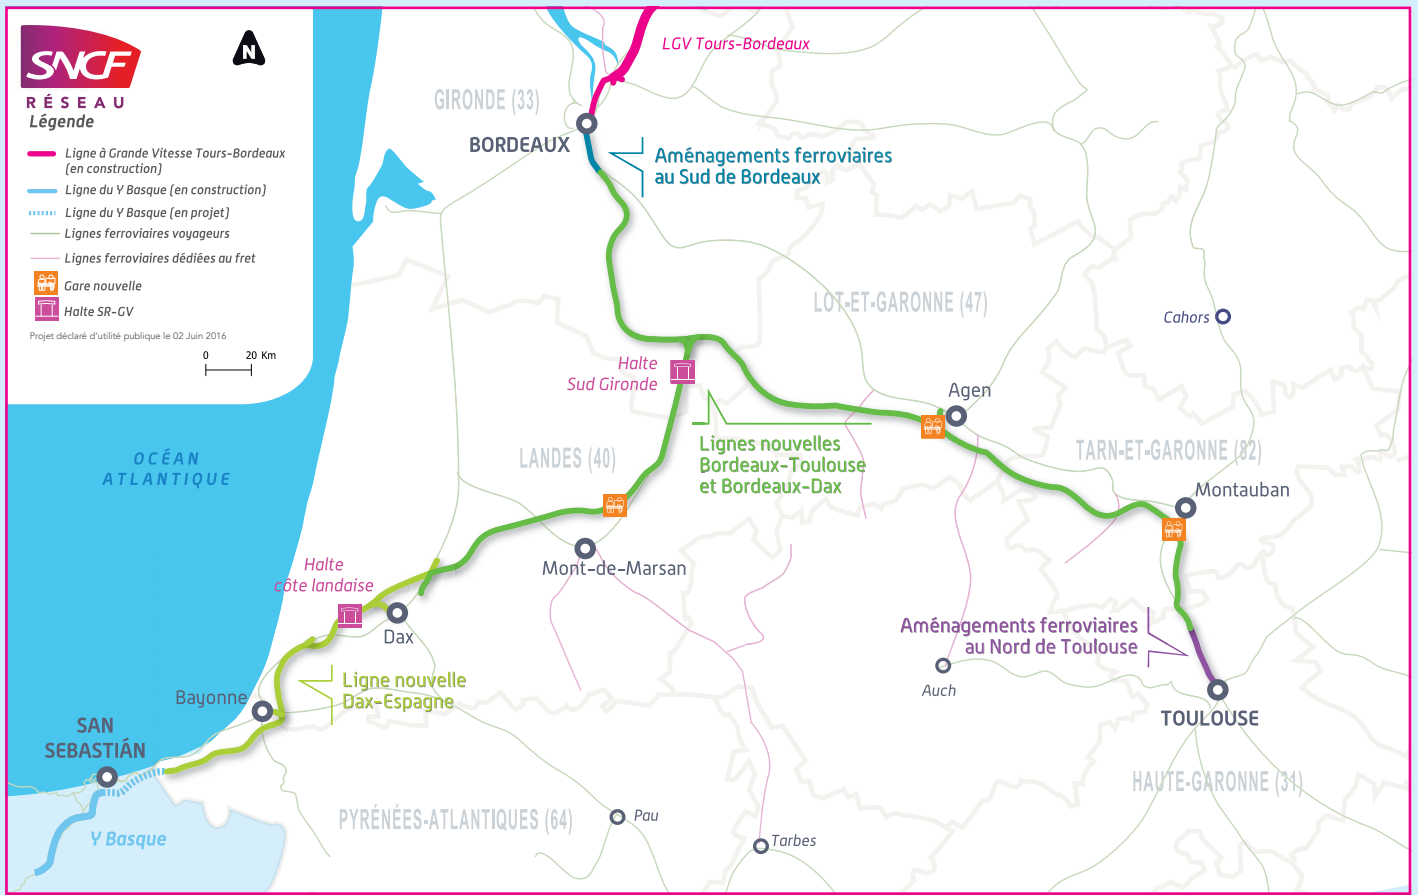 SNCF
RÉSEAU
N
Légende
Ligne à Grande Vitesse Tours-Bordeaux
(en construction)
Ligne du Y Basque (en construction)
Ligne du Y Basque (en projet)
Lignes ferroviaires voyageurs
Lignes ferroviaires dédiées au fret
Gare nouvelle
Halte SR-GV
Projet déclaré d'utilité publique le 02 Juin 2016
0 20 Km
LGV Tours-Bordeaux
GIRONDE (33)
BORDEAUX
Aménagements ferroviaires
au Sud de Bordeaux
LOT-ET-GARONNE (47)
Cahors
Halte
Sud Gironde
Agen
Lignes nouvelles
Bordeaux-Toulouse
et Bordeaux-Dax
TARN-ET-GARONNE (82)
OCÉAN
ATLANTIQUE
LANDES (40)
Montauban
Halte
côte landaise
Mont-de-Marsan
Dax
Aménagements ferroviaires
au Nord de Toulouse
Auch
Ligne nouvelle
Dax-Espagne
Bayonne
TOULOUSE
SAN
SEBASTIÁN
HAUTE-GARONNE (31)
PYRÉNÉES-ATLANTIQUES (64)
Pau
Y Basque
Tarbes